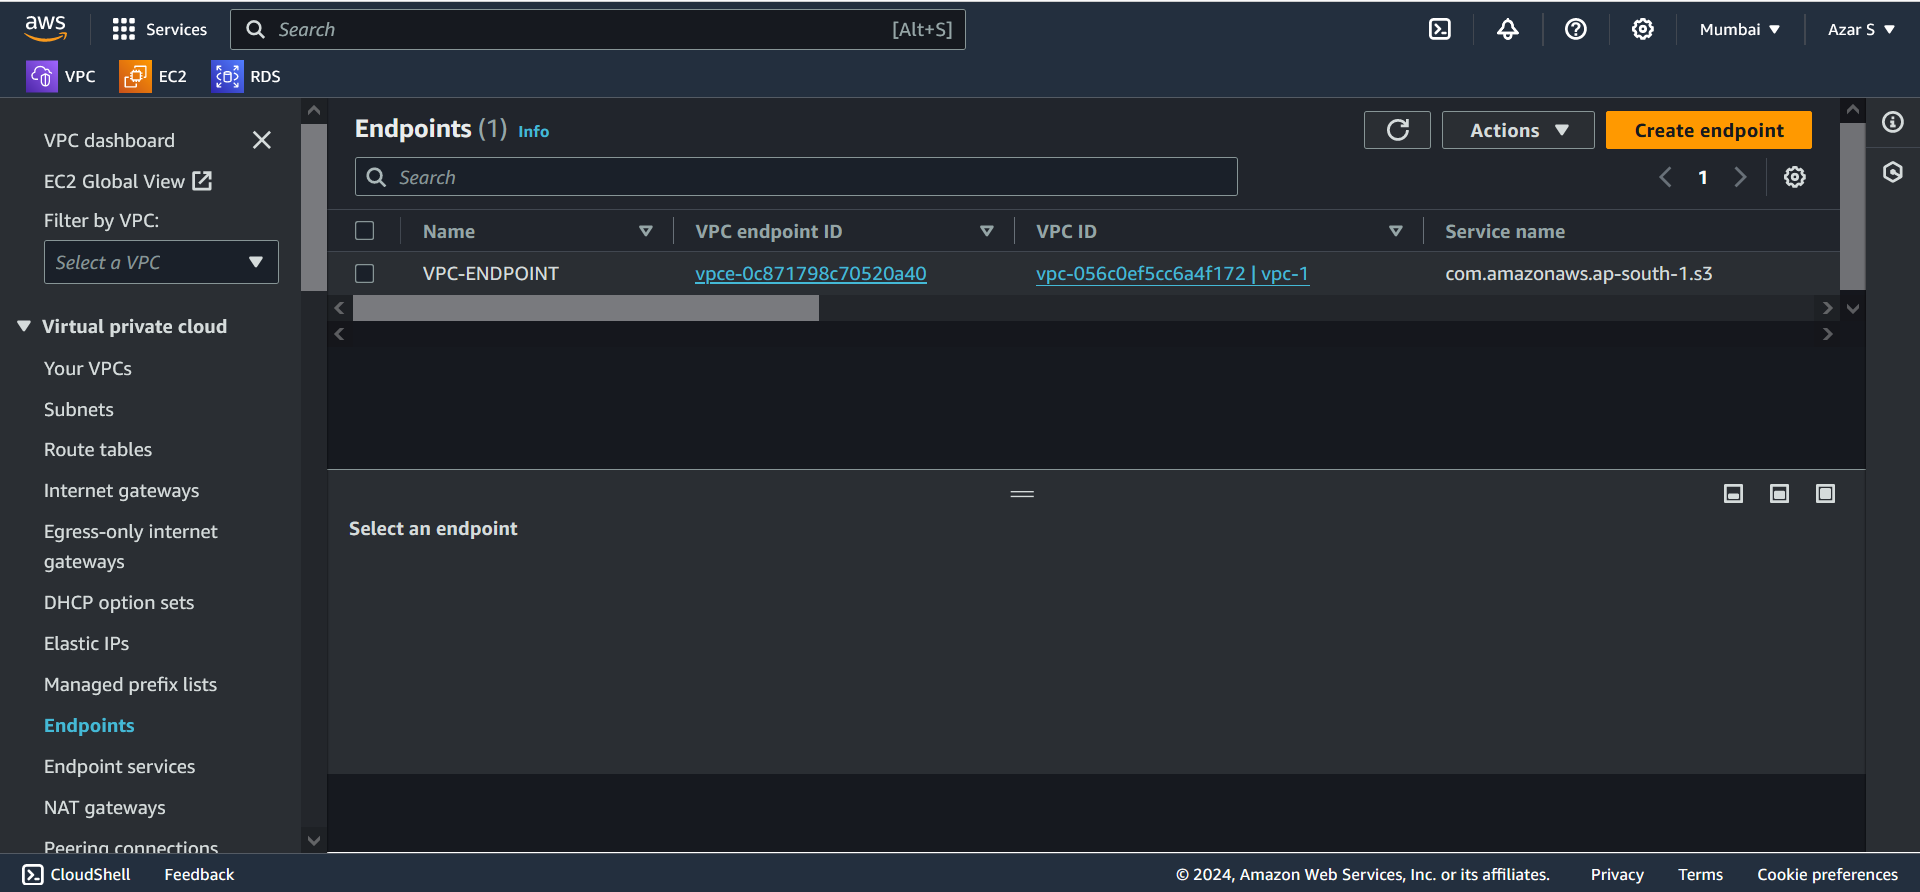 aws
Services
Search
[Alt+S]
Mumbai ▼
Azar S ▼
VPC
EC2
RDS
VPC dashboard
EC2 Global View
Filter by VPC:
Select a VPC
Virtual private cloud
Your VPCs
Subnets
Route tables
Internet gateways
Egress-only internet
gateways
DHCP option sets
Elastic IPs
Managed prefix lists
Endpoints
Endpoint services
NAT gateways
Peering connections
Endpoints (1) Info
Actions ▼
Create endpoint
Search
1
Name
VPC endpoint ID
VPC ID
Service name
VPC-ENDPOINT
vpce-0c871798c70520a40
vpc-056c0ef5cc6a4f172 | vpc-1
com.amazonaws.ap-south-1.s3
Select an endpoint
CloudShell
Feedback
© 2024, Amazon Web Services, Inc. or its affiliates.
Privacy
Terms
Cookie preferences